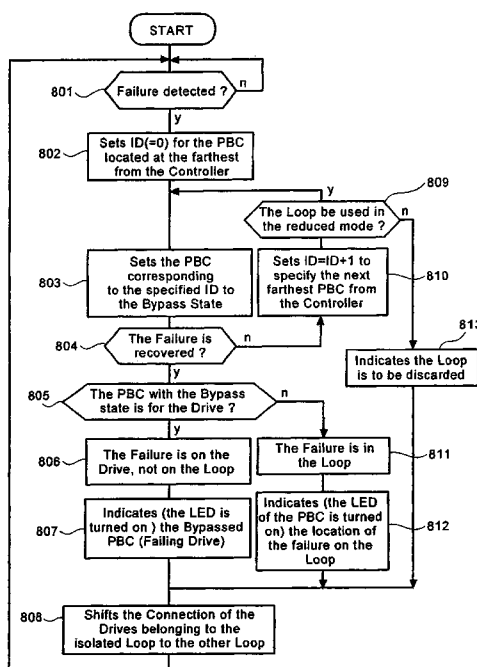 START
801
Failure detected ?
n
y
802
Sets ID(=0) for the PBC
located at the farthest
from the Controller
y
809
The Loop be used in
the reduced mode ?
n
803
Sets the PBC
corresponding
to the specified ID to
the Bypass State
Sets ID=ID+1 to
specify the next
farthest PBC from
the Controller
810
804
The Failure is
recovered ?
n
y
813
Indicates the Loop
is to be discarded
805
The PBC with the Bypass
state is for the Drive ?
n
y
806
The Failure is on the
Drive, not on the Loop
The Failure is in
the Loop
811
807
Indicates (the LED is
turned on ) the Bypassed
PBC (Failing Drive)
Indicates (the LED
of the PBC is turned
on) the location of
the failure on the
Loop
812
808
Shifts the Connection of the
Drives belonging to the
isolated Loop to the other Loop